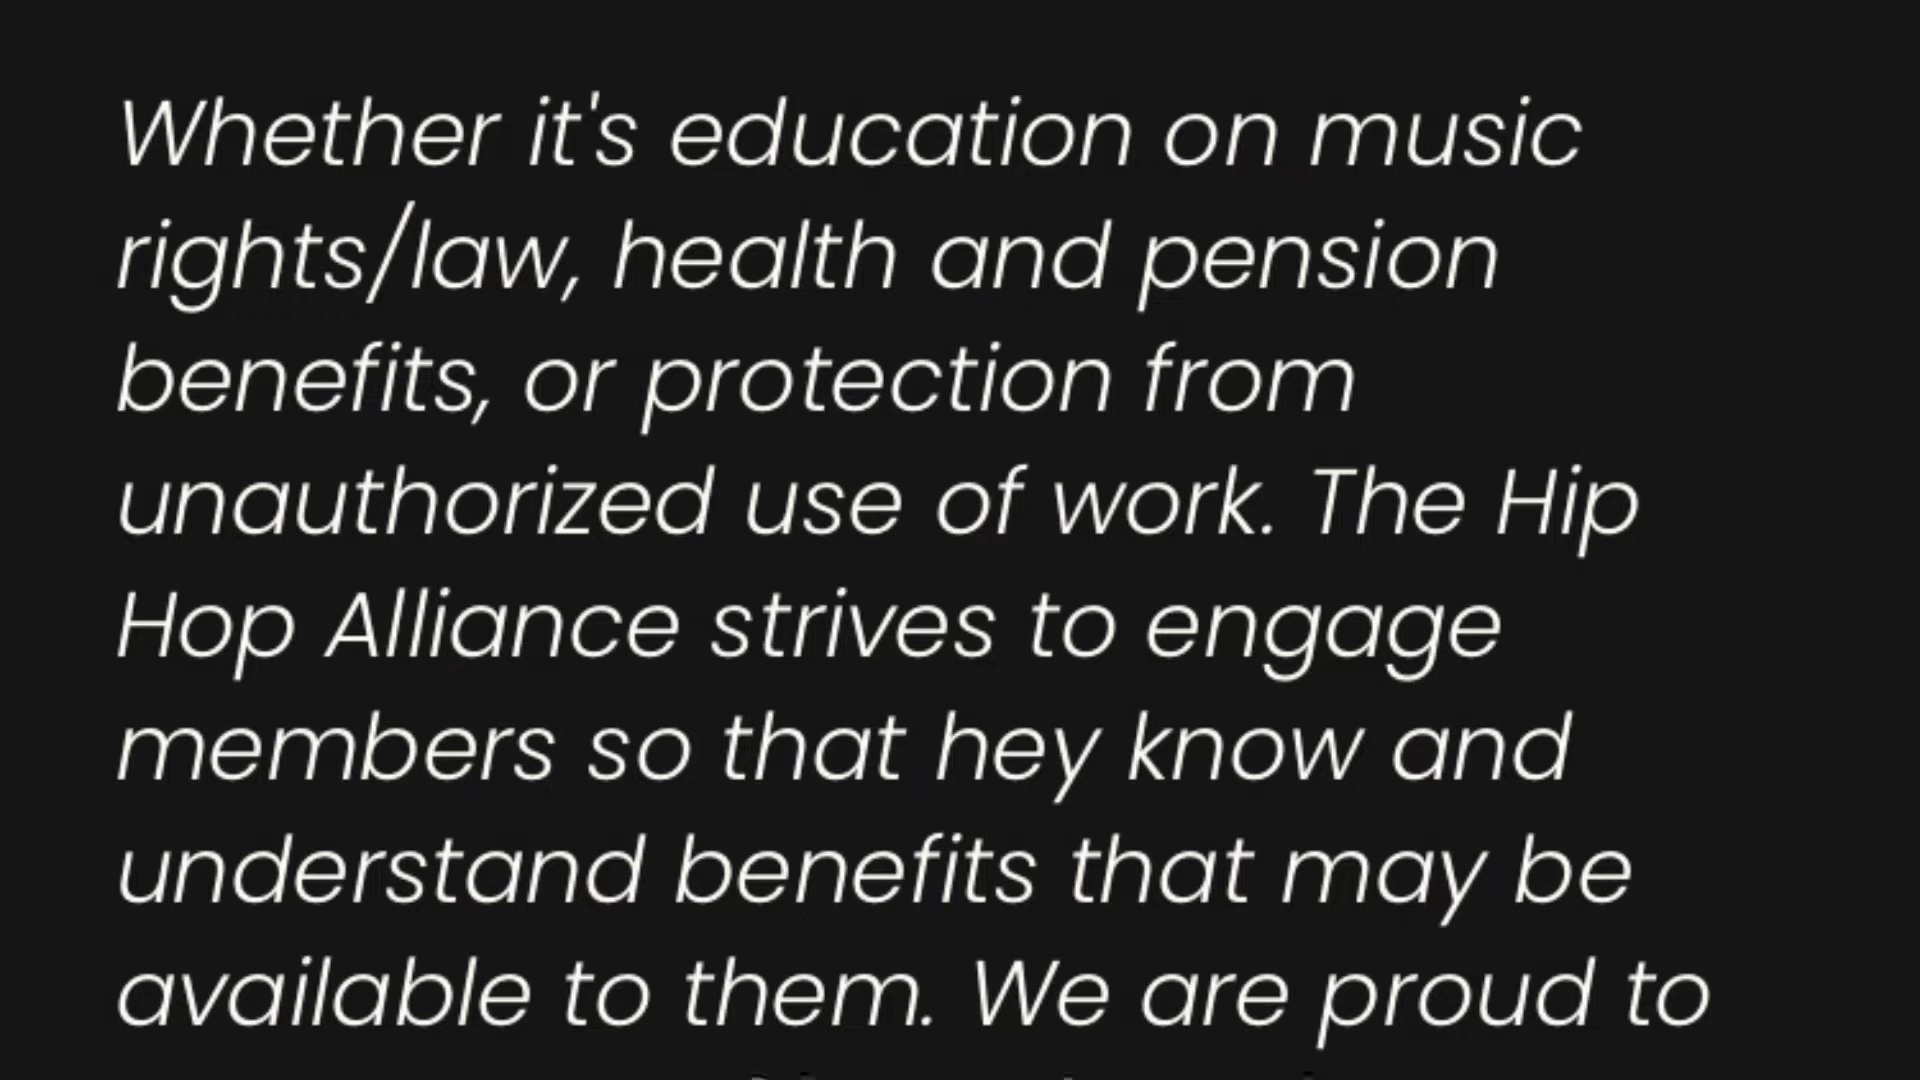 Whether it's education on music
rights/law, health and pension
benefits, or protection from
unauthorized use of work. The Hip
Hop Alliance strives to engage
members so that hey know and
understand benefits that may be
available to them. We are proud to